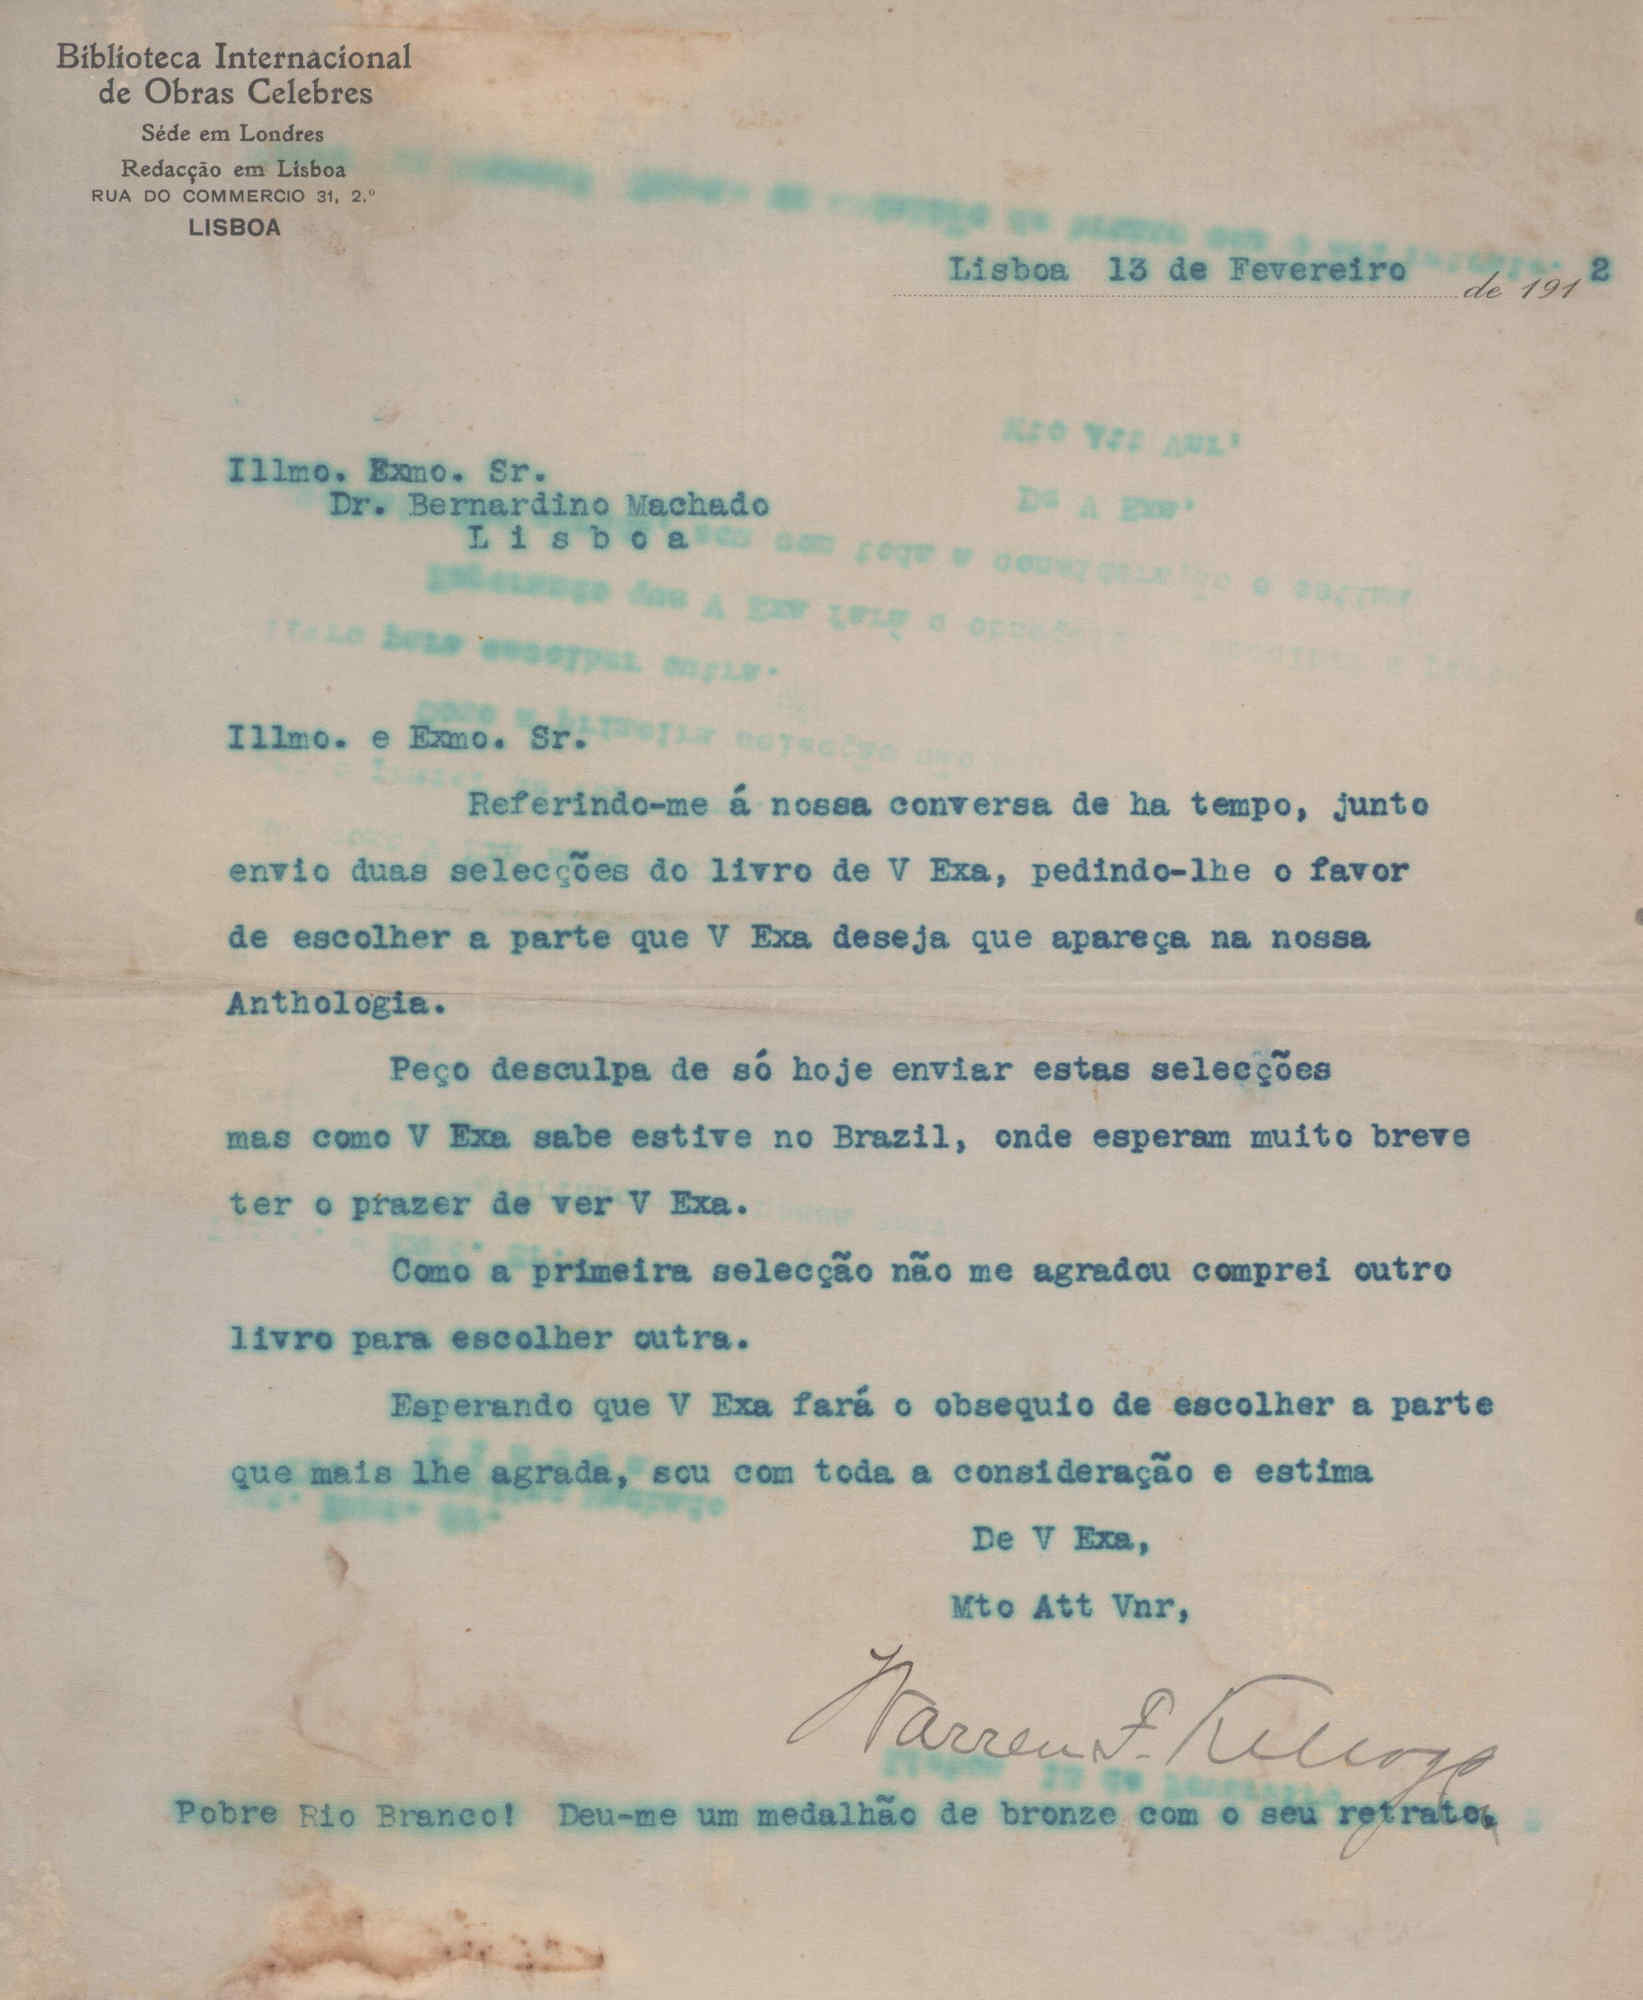 Biblioteca Internacional
de Obras Celebres
Séde em Londres
Redacção em Lisboa
RUA DO COMMERCIO 31, 2.º
LISBOA
Lisboa 13 de Fevereiro de 1912
Illmo. Exmo. Sr.
Dr. Bernardino Machado
Lisboa
Illmo. e Exmo. Sr.
Referindo-me á nossa conversa de ha tempo, junto
envio duas selecções do livro de V Exa, pedindo-lhe o favor
de escolher a parte que V Exa deseja que apareça na nossa
Anthologia.
Peço desculpa de só hoje enviar estas selecções
mas como V Exa sabe estive no Brazil, onde esperam muito breve
ter o prazer de ver V Exa.
Como a primeira selecção não me agradou comprei outro
livro para escolher outra.
Esperando que V Exa fará o obsequio de escolher a parte
que mais lhe agrada, sou com toda a consideração e estima
De V Exa,
Mto Att Vnr,
Warren F. Kellogg
Pobre Rio Branco! Deu-me um medalhão de bronze com o seu retrato.